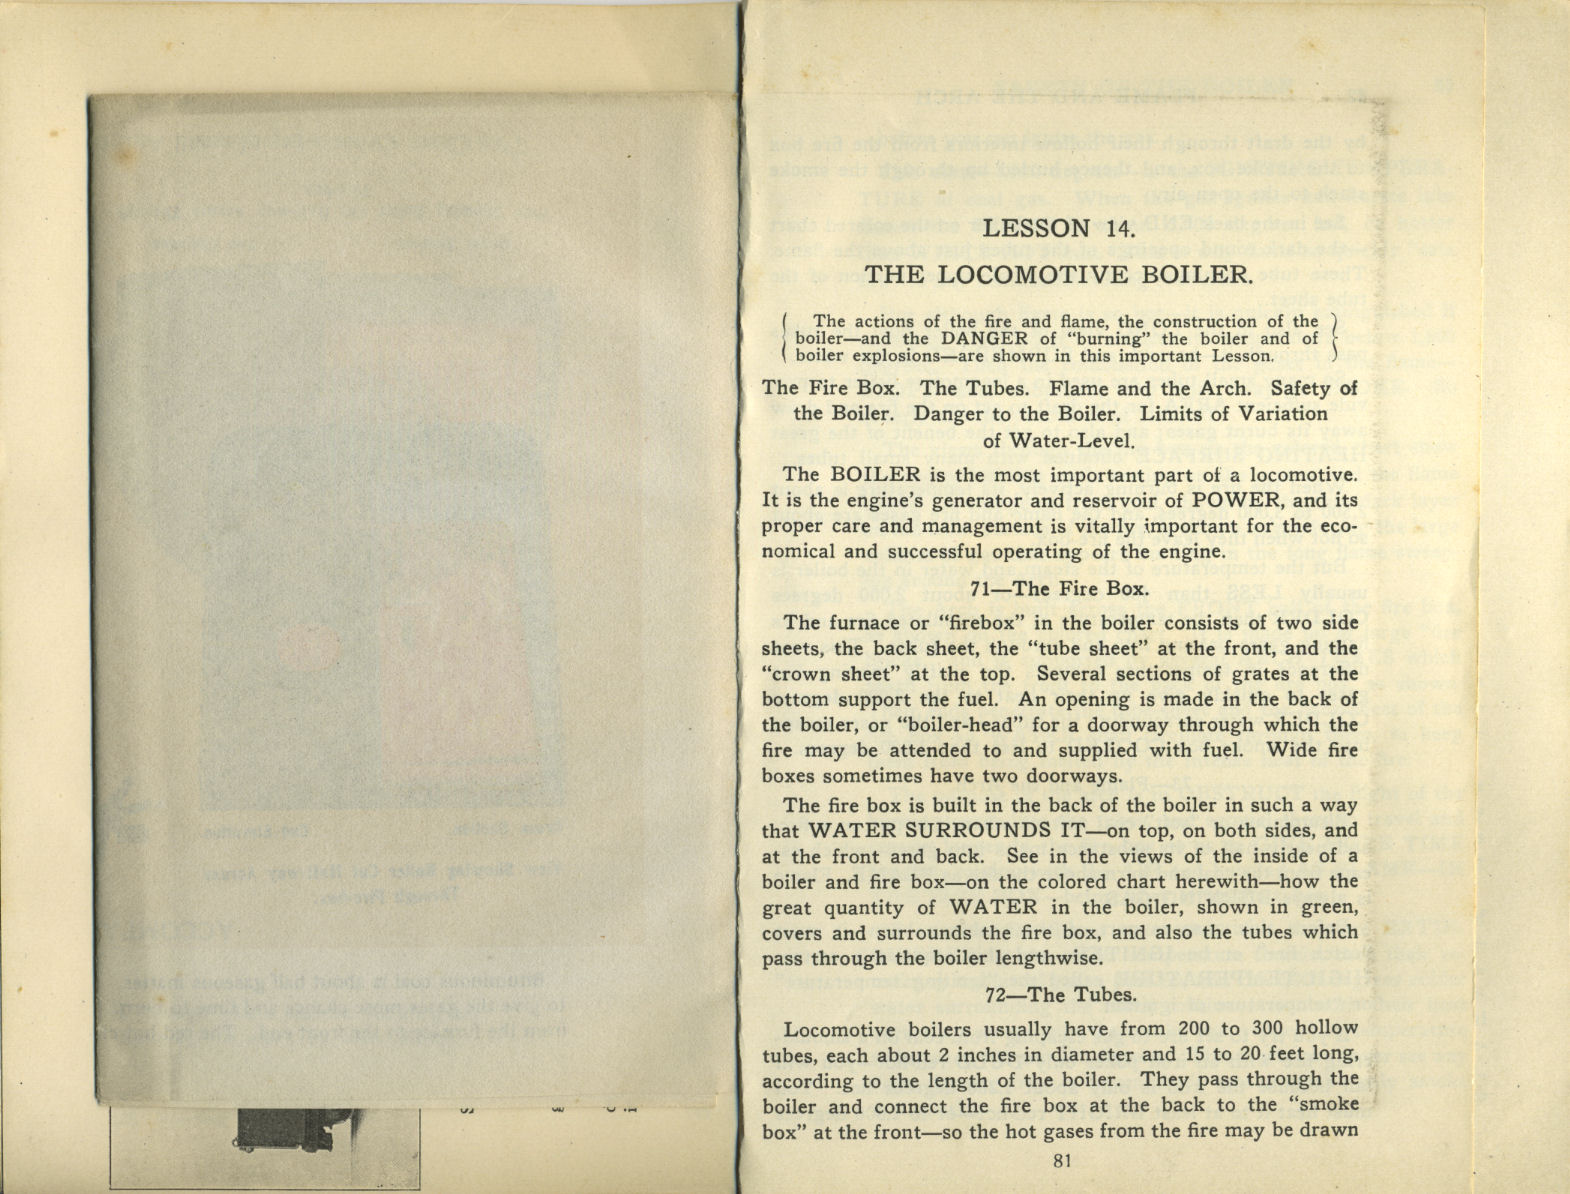 LESSON 14.
THE LOCOMOTIVE BOILER.
The actions of the fire and flame, the construction of the
boiler—and the DANGER of “burning” the boiler and of
boiler explosions—are shown in this important Lesson.
The Fire Box. The Tubes. Flame and the Arch. Safety of
the Boiler. Danger to the Boiler. Limits of Variation
of Water-Level.
The BOILER is the most important part of a locomotive.
It is the engine’s generator and reservoir of POWER, and its
proper care and management is vitally important for the eco-
nomical and successful operating of the engine.
71—The Fire Box.
The furnace or “firebox” in the boiler consists of two side
sheets, the back sheet, the “tube sheet” at the front, and the
“crown sheet” at the top. Several sections of grates at the
bottom support the fuel. An opening is made in the back of
the boiler, or “boiler-head” for a doorway through which the
fire may be attended to and supplied with fuel. Wide fire
boxes sometimes have two doorways.
The fire box is built in the back of the boiler in such a way
that WATER SURROUNDS IT—on top, on both sides, and
at the front and back. See in the views of the inside of a
boiler and fire box—on the colored chart herewith—how the
great quantity of WATER in the boiler, shown in green,
covers and surrounds the fire box, and also the tubes which
pass through the boiler lengthwise.
72—The Tubes.
Locomotive boilers usually have from 200 to 300 hollow
tubes, each about 2 inches in diameter and 15 to 20 feet long,
according to the length of the boiler. They pass through the
boiler and connect the fire box at the back to the “smoke
box” at the front—so the hot gases from the fire may be drawn
81